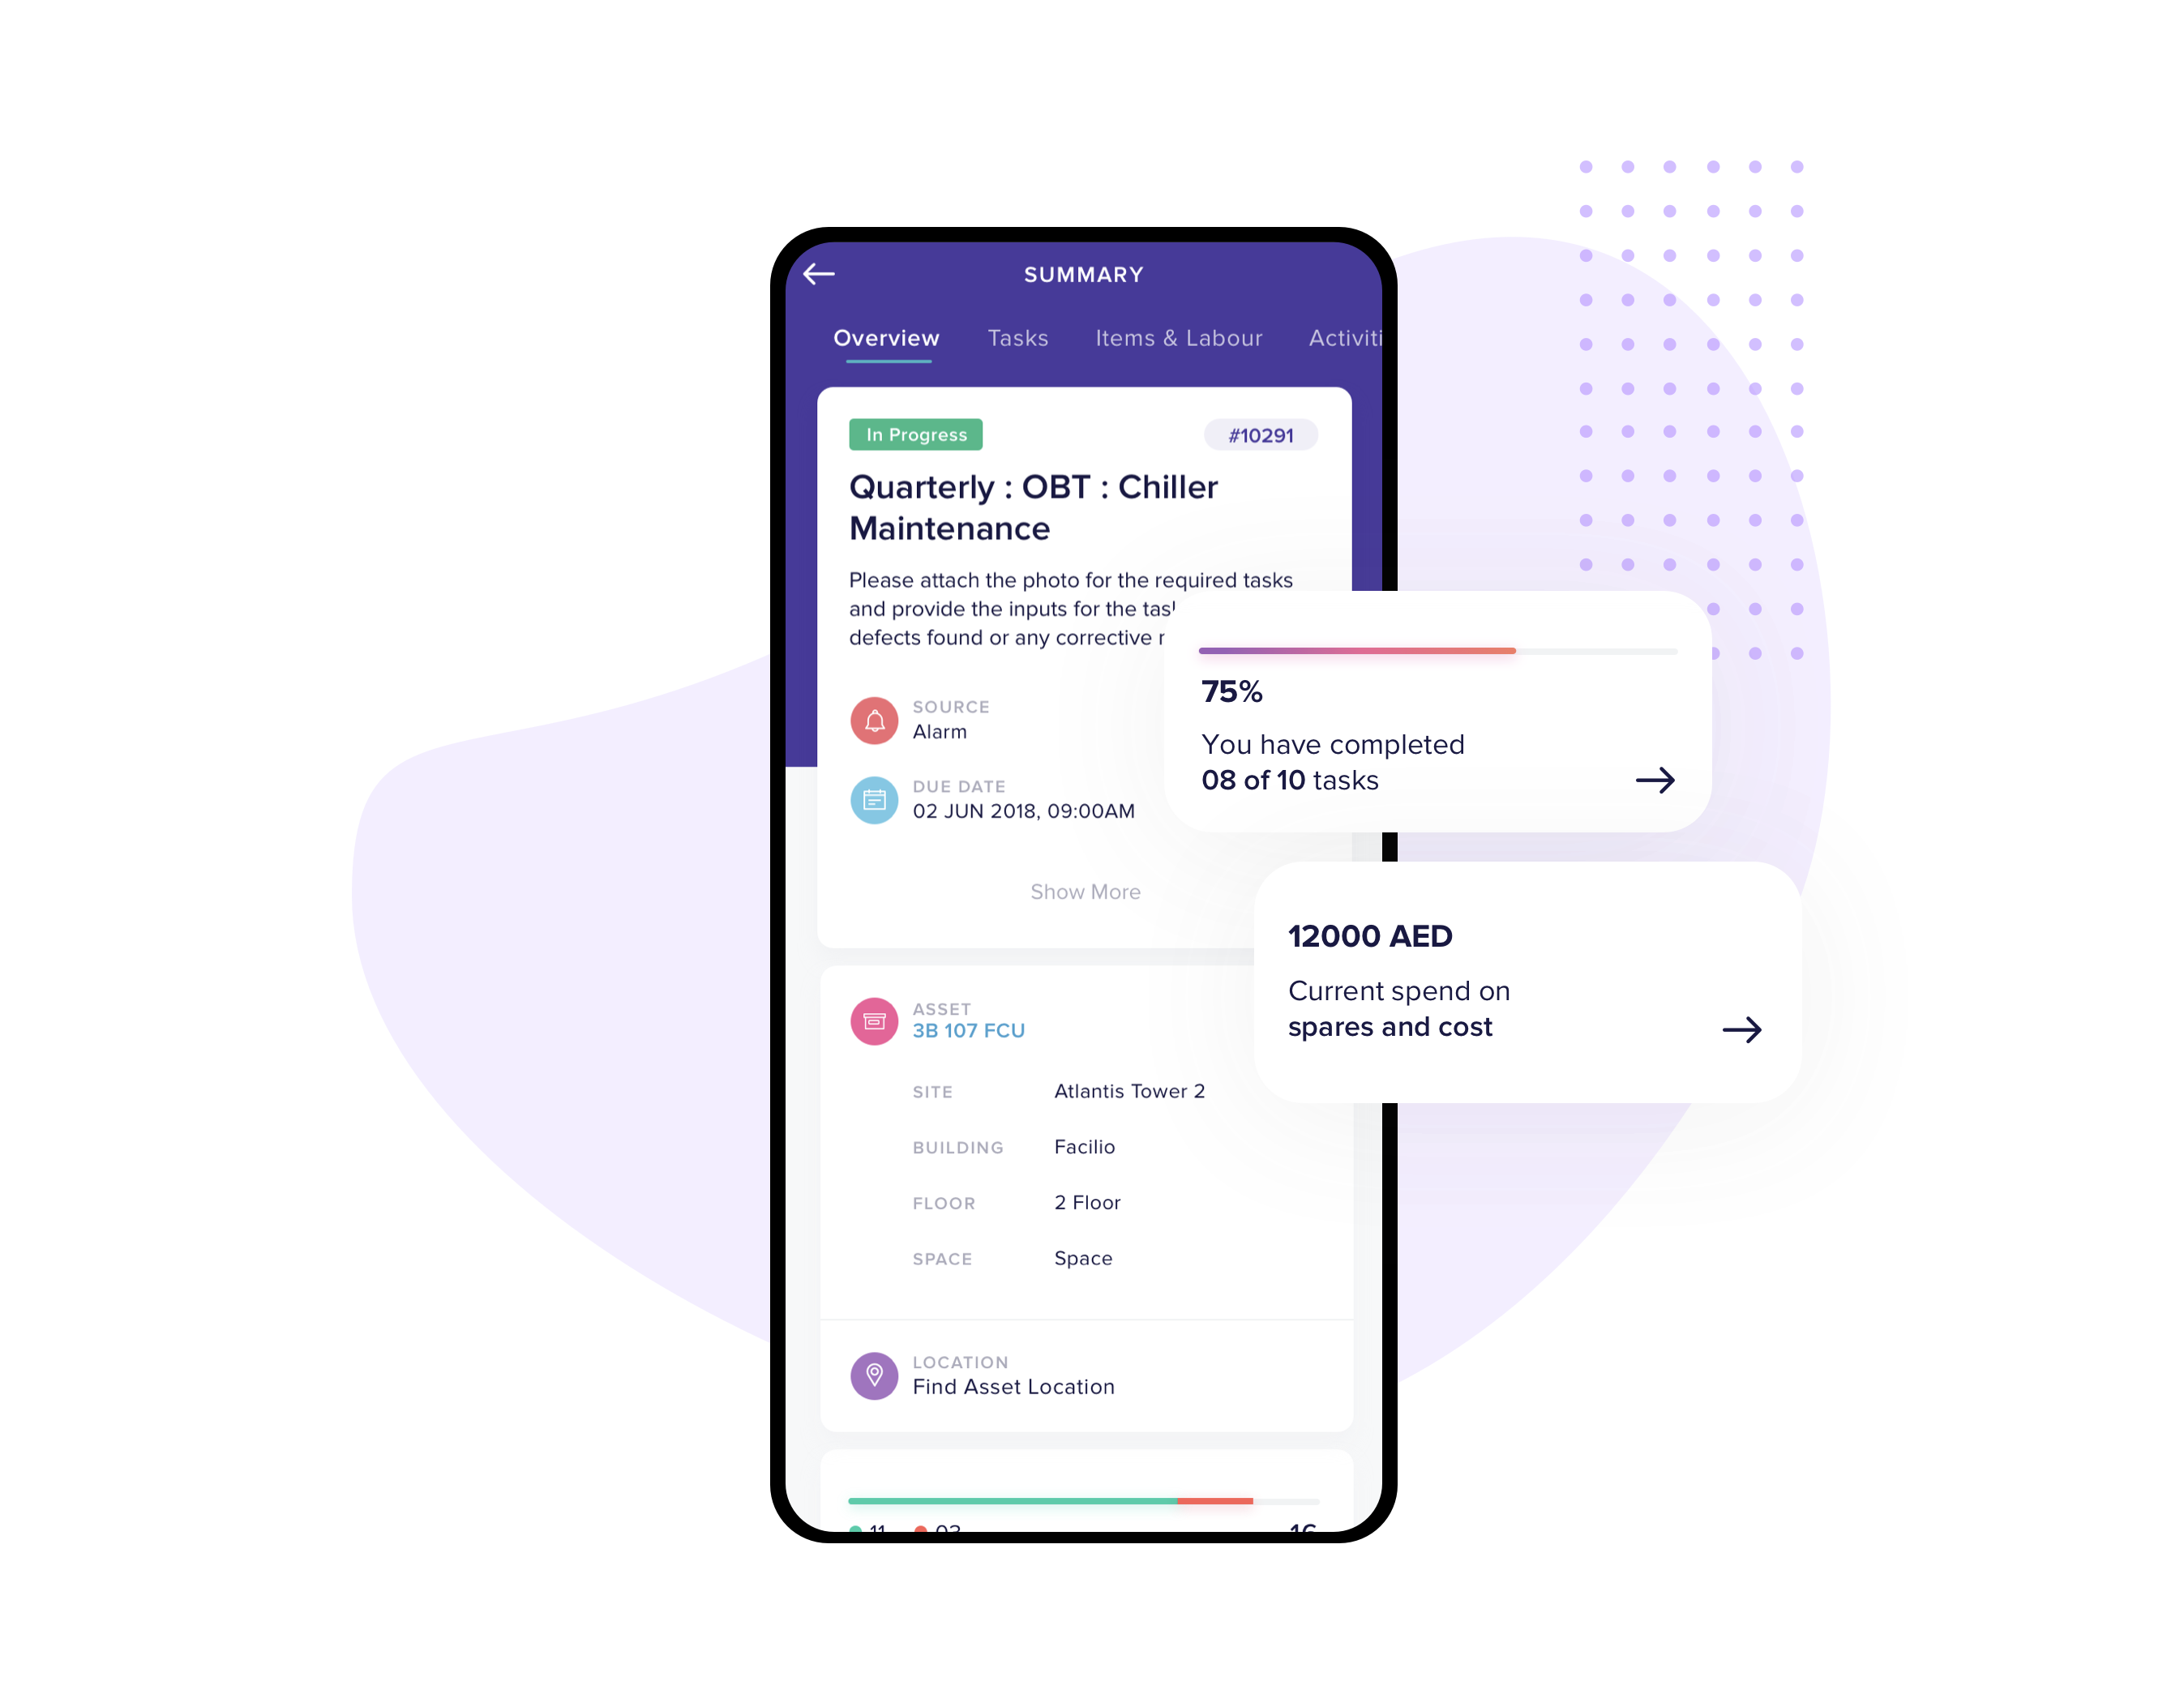 SUMMARY
Overview Tasks Items & Labour Activiti
In Progress #10291
Quarterly : OBT : Chiller
Maintenance
Please attach the photo for the required tasks
and provide the inputs for the
defects found or any corrective
75%
You have completed
08 of 10 tasks
SOURCE
Alarm
DUE DATE
02 JUN 2018, 09:00AM
Show More
12000 AED
Current spend on
spares and cost
ASSET
3B 107 FCU
SITE Atlantis Tower 2
BUILDING Facilio
FLOOR 2 Floor
SPACE Space
LOCATION
Find Asset Location